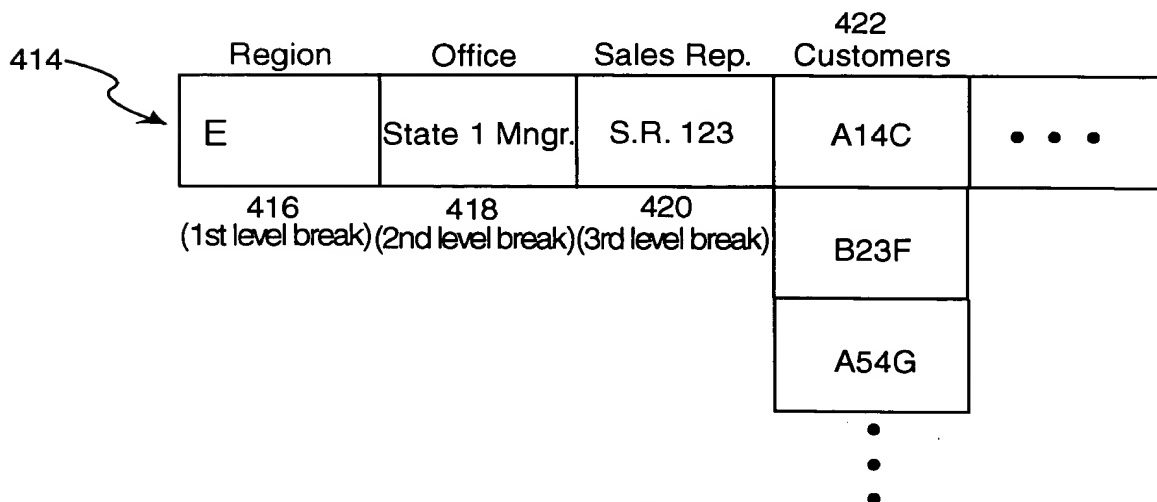 422
414 Region Office Sales Rep. Customers
E State 1 Mngr. S.R. 123 A14C • • •
416 418 420
(1st level break) (2nd level break) (3rd level break)
B23F
A54G